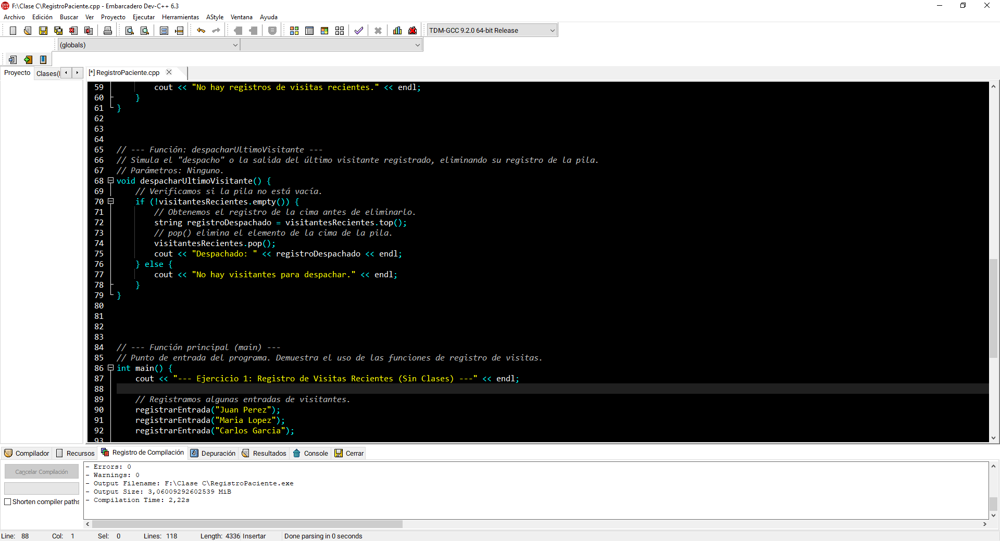 F:\Clase C\RegistroPaciente.cpp - Embarcadero Dev-C++ 6.3
Archivo Edición Buscar Ver Proyecto Ejecutar Herramientas AStyle Ventana Ayuda
TDM-GCC 9.2.0 64-bit Release
(globals)
Proyecto Clases( [*] RegistroPaciente.cpp
59 cout << "No hay registros de visitas recientes." << endl;
60 }
61 }
62
63
64
65 // --- Función: despacharUltimoVisitante ---
66 // Simula el "despacho" o la salida del último visitante registrado, eliminando su registro de la pila.
67 // Parámetros: Ninguno.
68 void despacharUltimoVisitante() {
69 // Verificamos si la pila no está vacía.
70 if (!visitantesRecientes.empty()) {
71 // Obtenemos el registro de la cima antes de eliminarlo.
72 string registroDespachado = visitantesRecientes.top();
73 // pop() elimina el elemento de la cima de la pila.
74 visitantesRecientes.pop();
75 cout << "Despachado: " << registroDespachado << endl;
76 } else {
77 cout << "No hay visitantes para despachar." << endl;
78 }
79 }
80
81
82
83
84 // --- Función principal (main) ---
85 // Punto de entrada del programa. Demuestra el uso de las funciones de registro de visitas.
86 int main() {
87 cout << "--- Ejercicio 1: Registro de Visitas Recientes (Sin Clases) ---" << endl;
88
89 // Registramos algunas entradas de visitantes.
90 registrarEntrada("Juan Perez");
91 registrarEntrada("Maria Lopez");
92 registrarEntrada("Carlos Garcia");
93
Compilador Recursos Registro de Compilación Depuración Resultados Console Cerrar
Cancelar Compilación
Shorten compiler paths
- Errors: 0
- Warnings: 0
- Output Filename: F:\Clase C\RegistroPaciente.exe
- Output Size: 3,06009292602539 MiB
- Compilation Time: 2,22s
Line: 88 Col: 1 Sel: 0 Lines: 118 Length: 4336 Insertar Done parsing in 0 seconds